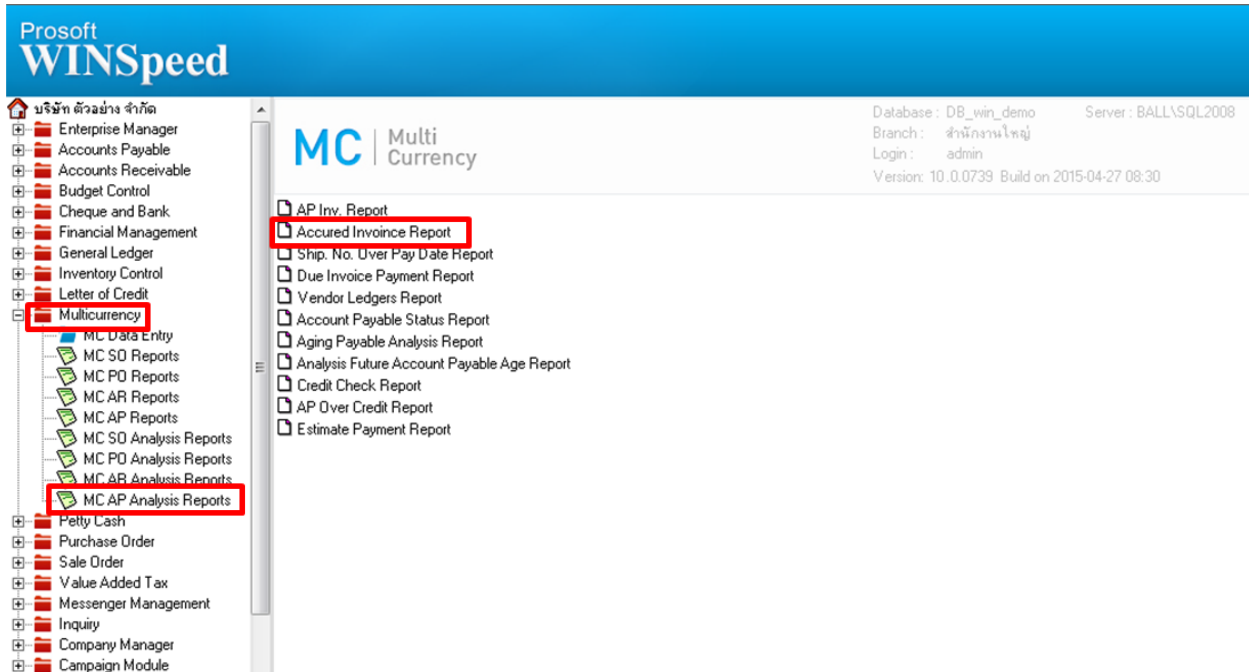 Prosoft
WINSpeed
บริษัท ตัวอย่าง จำกัด
Enterprise Manager
Accounts Payable
Accounts Receivable
Budget Control
Cheque and Bank
Financial Management
General Ledger
Inventory Control
Letter of Credit
Multicurrency
MC Data Entry
MC SO Reports
MC PO Reports
MC AR Reports
MC AP Reports
MC SO Analysis Reports
MC PO Analysis Reports
MC AR Analysis Reports
MC AP Analysis Reports
Petty Cash
Purchase Order
Sale Order
Value Added Tax
Messenger Management
Inquiry
Company Manager
Campaign Module
MC Multi
Currency
Database : DB_win_demo Server : BALL\SQL2008
Branch : สำนักงานใหญ่
Login : admin
Version: 10.0.0739 Build on 2015-04-27 08:30
AP Inv. Report
Accured Invoince Report
Ship. No. Over Pay Date Report
Due Invoice Payment Report
Vendor Ledgers Report
Account Payable Status Report
Aging Payable Analysis Report
Analysis Future Account Payable Age Report
Credit Check Report
AP Over Credit Report
Estimate Payment Report